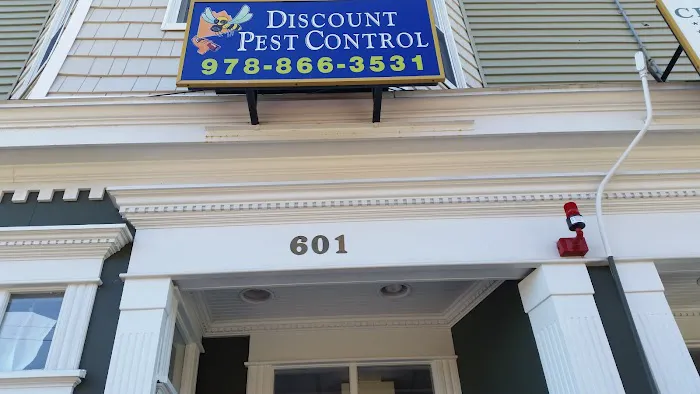 DISCOUNT
PEST CONTROL
978-866-3531
601